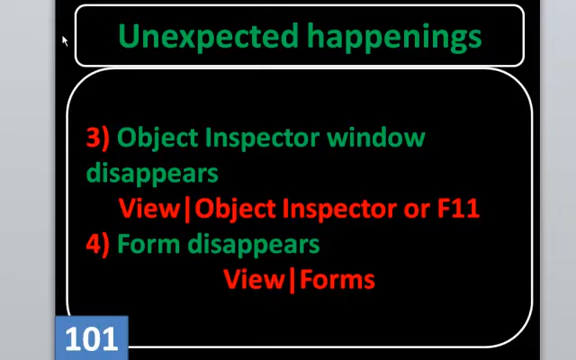 Unexpected happenings
3) Object Inspector window
disappears
View|Object Inspector or F11
4) Form disappears
View|Forms
101